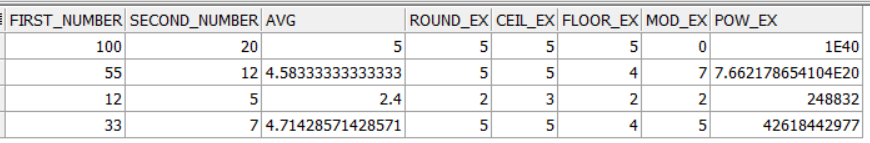 FIRST_NUMBER SECOND_NUMBER AVG ROUND_EX CEIL_EX FLOOR_EX MOD_EX POW_EX
100 20 5 5 5 5 0 1E40
55 12 4.58333333333333 5 5 4 7 7.662178654104E20
12 5 2.4 2 3 2 2 248832
33 7 4.71428571428571 5 5 4 5 42618442977